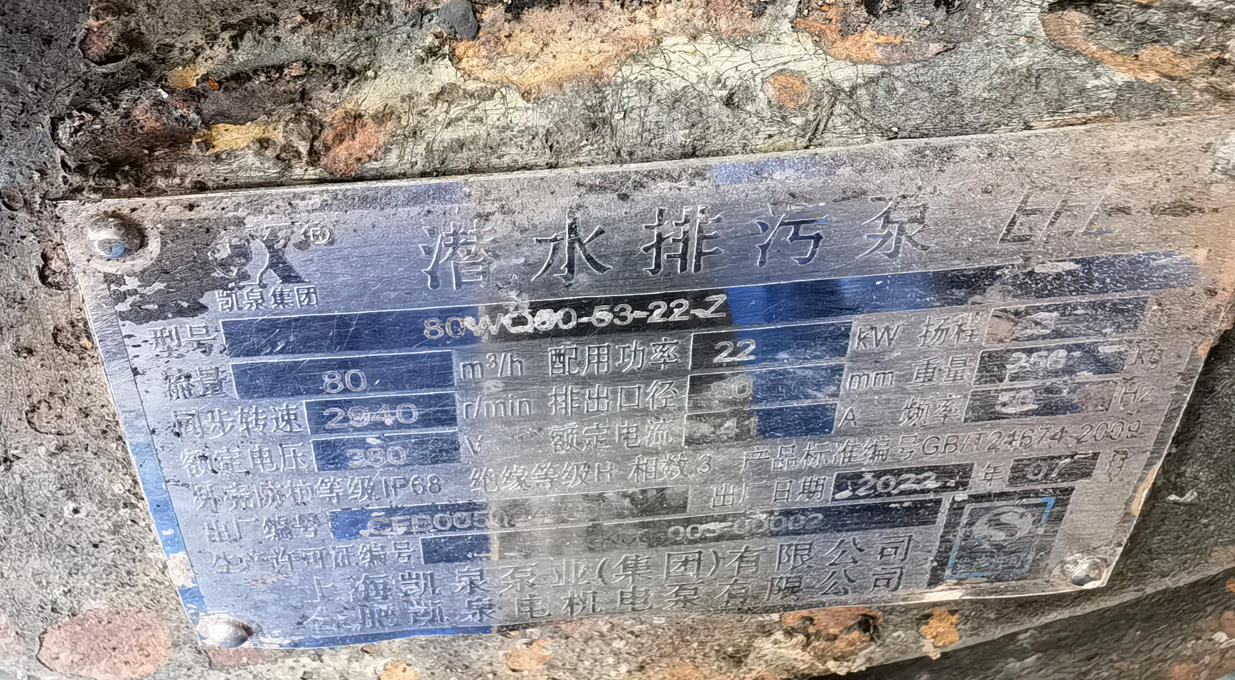 潜水排污泵
凯泉集团 ®
型号 80WQ80-53-22-Z
流量 80 m³/h 配用功率 22 kW 扬程
同步转速 2940 r/min 排出口径 80 mm 重量 Kg
额定电压 380 V 额定电流 A 频率 Hz
外壳防护等级IP68 绝缘等级H 相数3 产品标准编号GB/T24674-2009
出厂编号 出厂日期 2022 年 07 月
生产许可证编号
上海凯泉泵业(集团)有限公司
合肥凯泉电机电泵有限公司